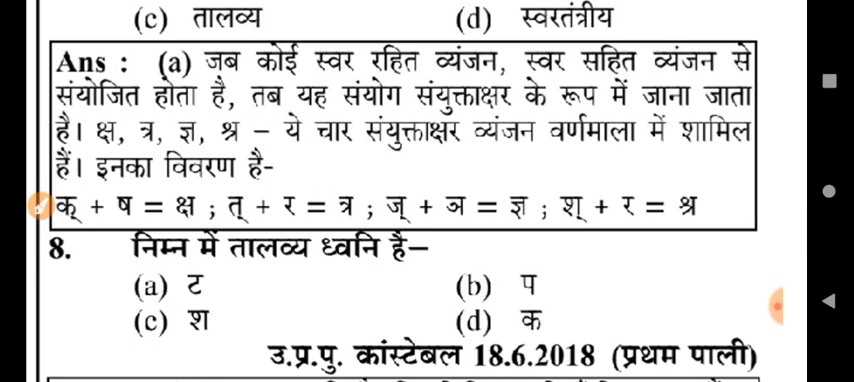 (c) तालव्य (d) स्वरतंत्रीय
Ans : (a) जब कोई स्वर रहित व्यंजन, स्वर सहित व्यंजन से
संयोजित होता है, तब यह संयोग संयुक्ताक्षर के रूप में जाना जाता
है। क्ष, त्र, ज्ञ, श्र – ये चार संयुक्ताक्षर व्यंजन वर्णमाला में शामिल
हैं। इनका विवरण है-
क् + ष = क्ष ; त् + र = त्र ; ज् + ञ = ज्ञ ; श् + र = श्र
8. निम्न में तालव्य ध्वनि है–
(a) ट (b) प
(c) श (d) क
उ.प्र.पु. कांस्टेबल 18.6.2018 (प्रथम पाली)